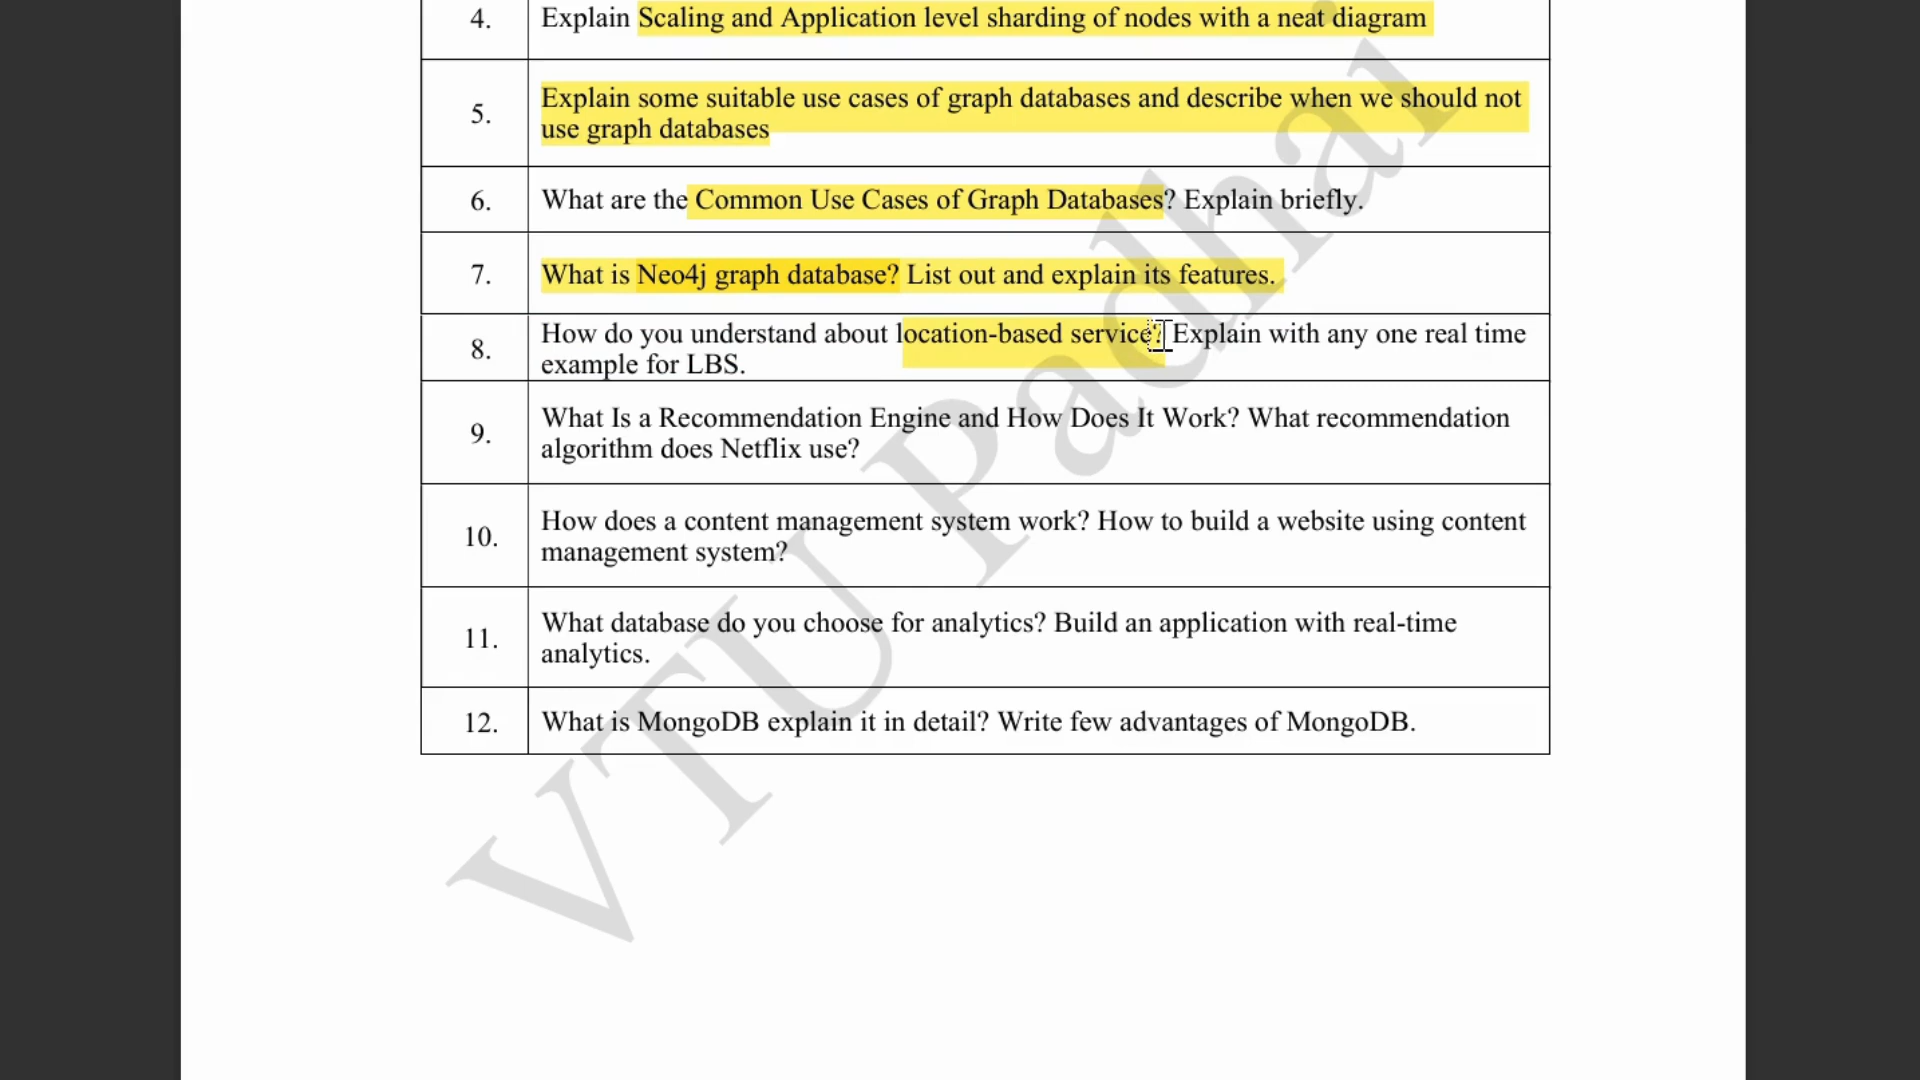 4. Explain Scaling and Application level sharding of nodes with a neat diagram
5. Explain some suitable use cases of graph databases and describe when we should not
use graph databases
6. What are the Common Use Cases of Graph Databases? Explain briefly.
7. What is Neo4j graph database? List out and explain its features.
8. How do you understand about location-based service? Explain with any one real time
example for LBS.
9. What Is a Recommendation Engine and How Does It Work? What recommendation
algorithm does Netflix use?
10. How does a content management system work? How to build a website using content
management system?
11. What database do you choose for analytics? Build an application with real-time
analytics.
12. What is MongoDB explain it in detail? Write few advantages of MongoDB.
VTU Padhai